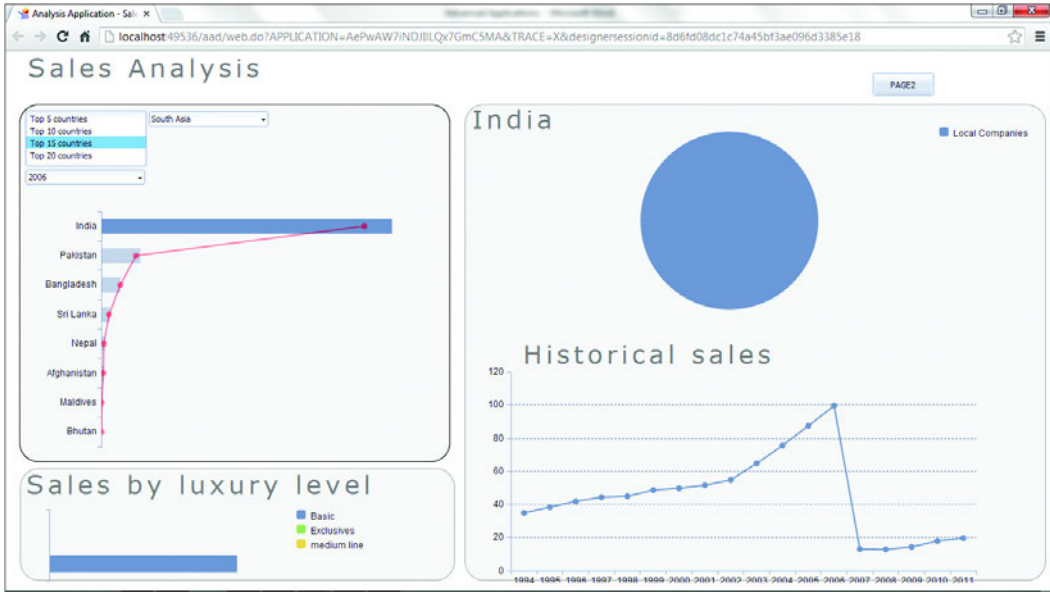 Analysis Application - Sale
localhost:49536/aad/web.do?APPLICATION=AePwAW7iNDJIlLQx7GmC5MA&TRACE=X&designersessionid=8d6fd08dc1c74a45bf3ae096d3385e18
Sales Analysis
PAGE2
Top 5 countries
Top 10 countries
Top 15 countries
Top 20 countries
South Asia
2006
India
Pakistan
Bangladesh
Sri Lanka
Nepal
Afghanistan
Maldives
Bhutan
Sales by luxury level
Basic
Exclusives
medium line
India
Local Companies
Historical sales
120
100
80
60
40
20
0
1994 1995 1996 1997 1998 1999 2000 2001 2002 2003 2004 2005 2006 2007 2008 2009 2010 2011